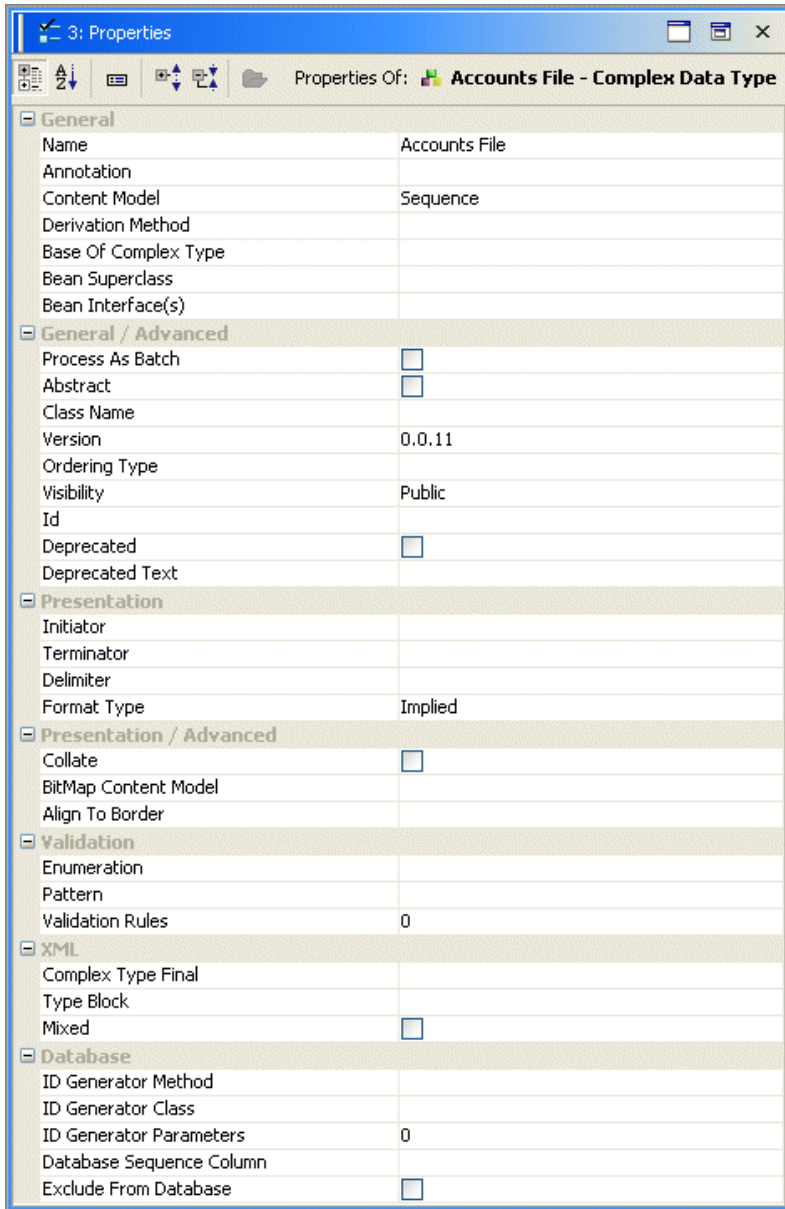 3: Properties
Properties Of: Accounts File - Complex Data Type
General
Name Accounts File
Annotation
Content Model Sequence
Derivation Method
Base Of Complex Type
Bean Superclass
Bean Interface(s)
General / Advanced
Process As Batch
Abstract
Class Name
Version 0.0.11
Ordering Type
Visibility Public
Id
Deprecated
Deprecated Text
Presentation
Initiator
Terminator
Delimiter
Format Type Implied
Presentation / Advanced
Collate
BitMap Content Model
Align To Border
Validation
Enumeration
Pattern
Validation Rules 0
XML
Complex Type Final
Type Block
Mixed
Database
ID Generator Method
ID Generator Class
ID Generator Parameters 0
Database Sequence Column
Exclude From Database